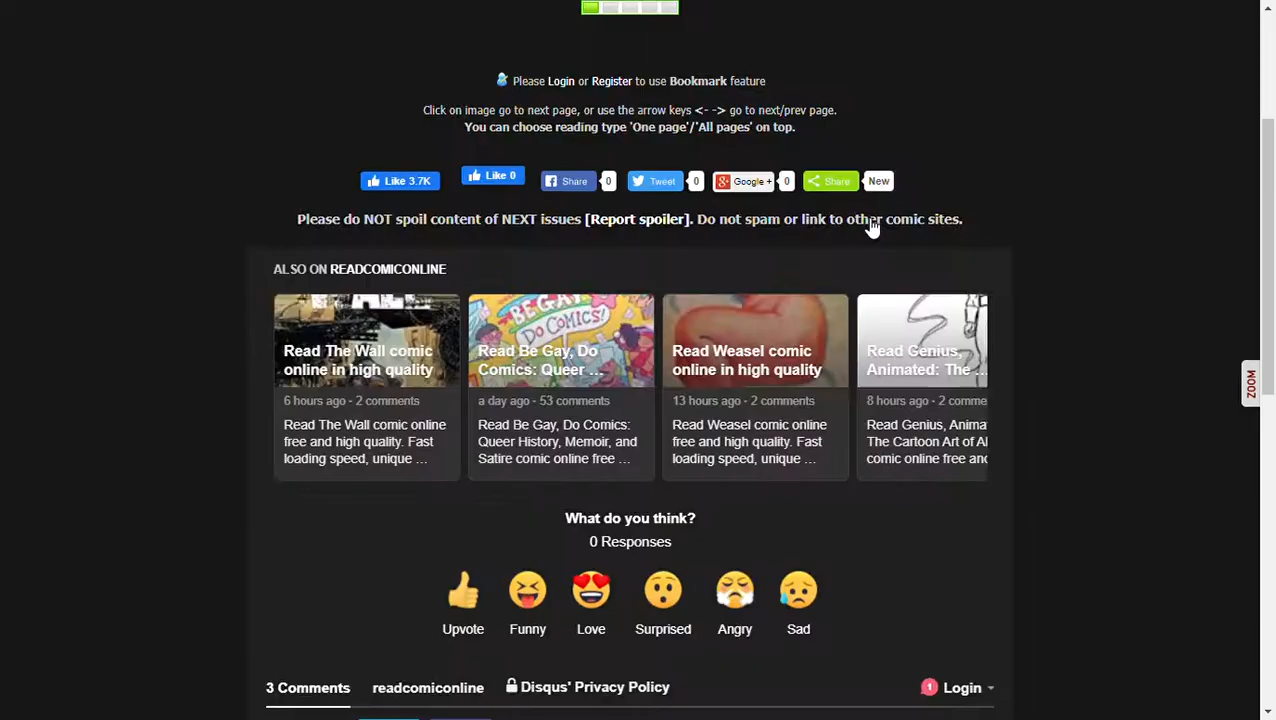 Please Login or Register to use Bookmark feature
Click on image go to next page, or use the arrow keys <- -> go to next/prev page.
You can choose reading type 'One page'/'All pages' on top.
Like 3.7K Like 0 Share 0 Tweet 0 Google + 0 Share New
Please do NOT spoil content of NEXT issues [Report spoiler]. Do not spam or link to other comic sites.
ALSO ON READCOMICONLINE
BE GAY,
DO COMICS!
Read The Wall comic
online in high quality
6 hours ago - 2 comments
Read The Wall comic online
free and high quality. Fast
loading speed, unique ...
Read Be Gay, Do
Comics: Queer ...
a day ago - 53 comments
Read Be Gay, Do Comics:
Queer History, Memoir, and
Satire comic online free ...
Read Weasel comic
online in high quality
13 hours ago - 2 comments
Read Weasel comic online
free and high quality. Fast
loading speed, unique ...
Read Genius,
Animated: The ...
8 hours ago - 2 comme
Read Genius, Anima
The Cartoon Art of Al
comic online free and
ZOOM
What do you think?
0 Responses
Upvote Funny Love Surprised Angry Sad
3 Comments readcomiconline Disqus' Privacy Policy 1 Login